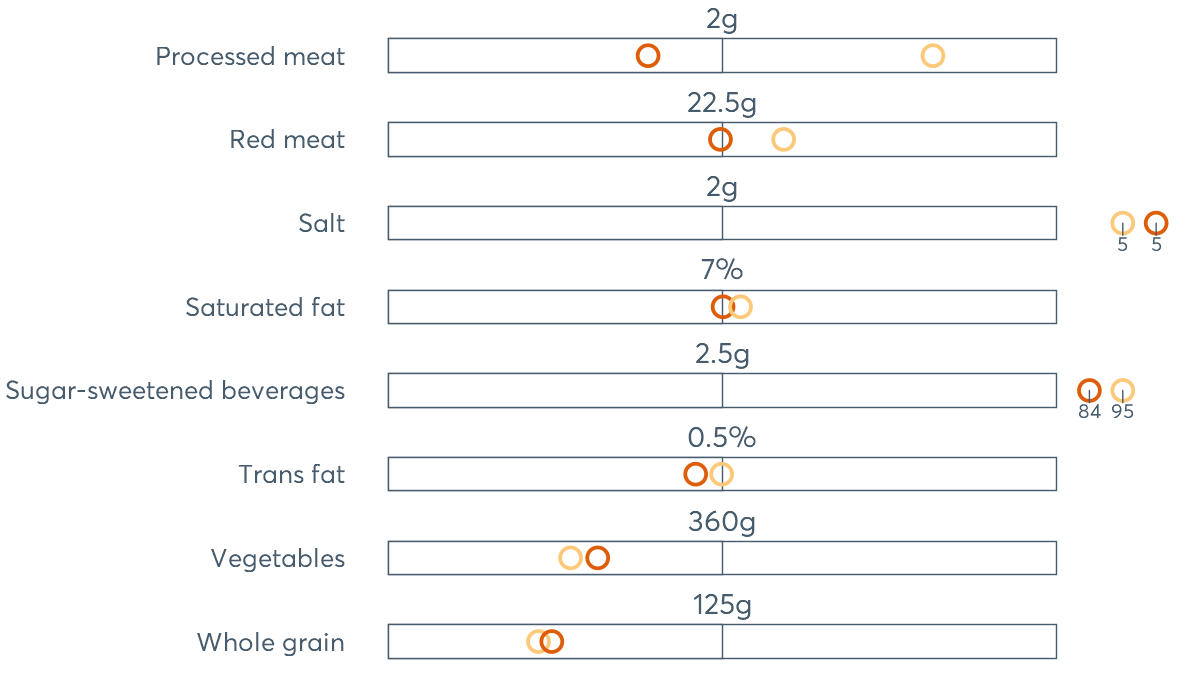 2g
Processed meat
22.5g
Red meat
2g
Salt
5 5
7%
Saturated fat
2.5g
Sugar-sweetened beverages
84 95
0.5%
Trans fat
360g
Vegetables
125g
Whole grain